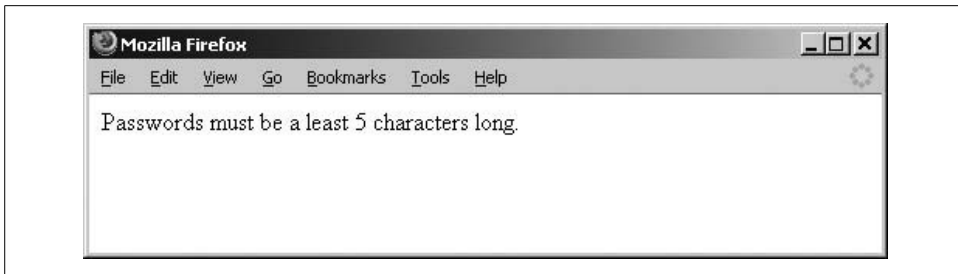 Mozilla Firefox
File Edit View Go Bookmarks Tools Help
Passwords must be a least 5 characters long.